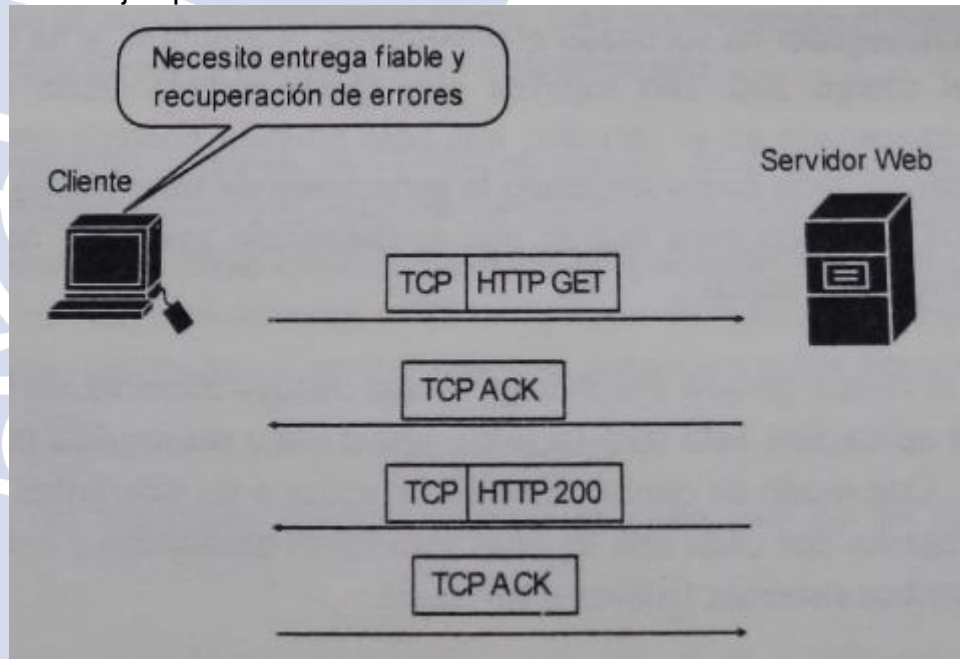 Necesito entrega fiable y
recuperación de errores
Cliente
Servidor Web
TCP HTTP GET
TCP ACK
TCP HTTP 200
TCP ACK